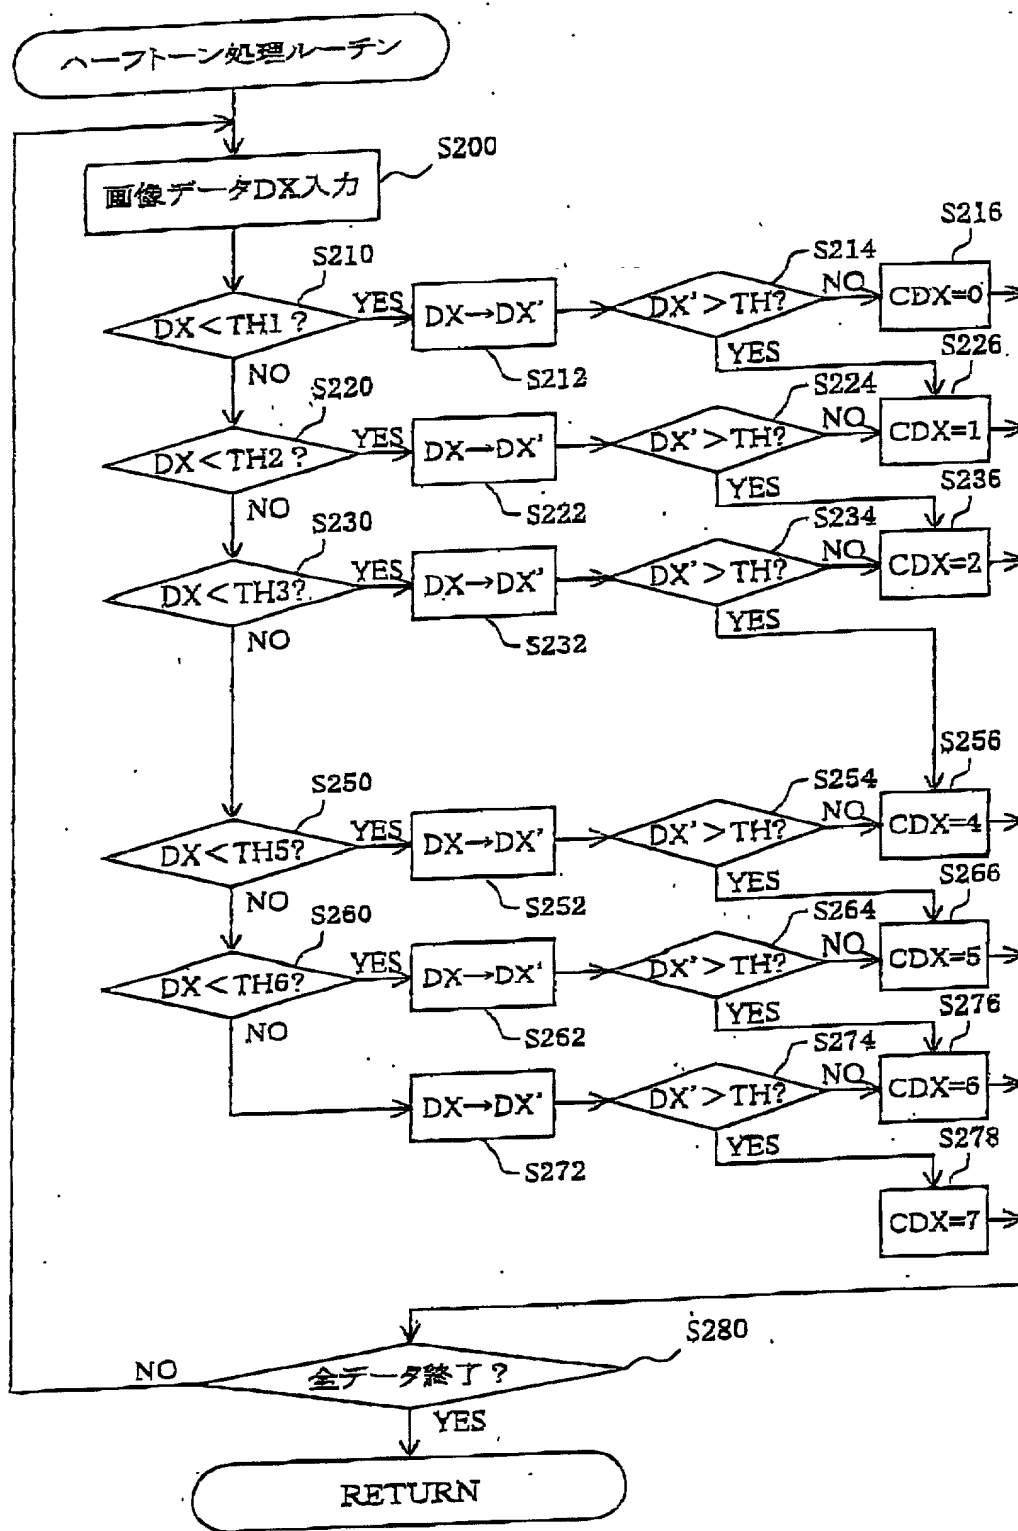 ハーフトーン処理ルーチン
S200
画像データDX入力
S210
DX<TH1?
YES
NO
DX→DX'
S212
S214
DX'>TH?
NO
YES
S216
CDX=0
S220
DX<TH2?
YES
NO
DX→DX'
S222
S224
DX'>TH?
NO
YES
S226
CDX=1
S230
DX<TH3?
YES
NO
DX→DX'
S232
S234
DX'>TH?
NO
YES
S236
CDX=2
S250
DX<TH5?
YES
NO
DX→DX'
S252
S254
DX'>TH?
NO
YES
S256
CDX=4
S260
DX<TH6?
YES
NO
DX→DX'
S262
S264
DX'>TH?
NO
YES
S266
CDX=5
DX→DX'
S272
S274
DX'>TH?
NO
YES
S276
CDX=6
S278
CDX=7
S280
全データ終了?
NO
YES
RETURN